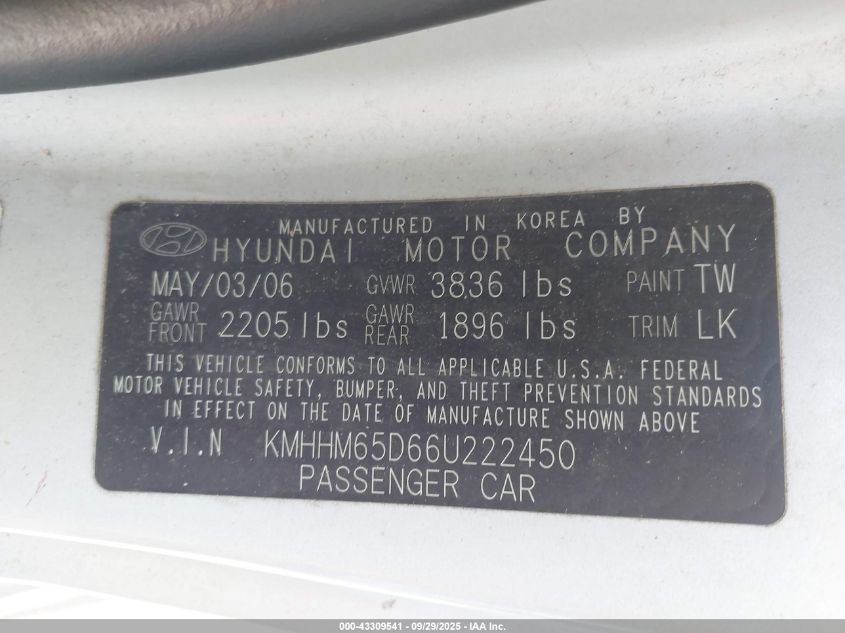 MANUFACTURED IN KOREA BY
HYUNDAI MOTOR COMPANY
MAY/03/06 GVWR 3836 lbs PAINT TW
GAWR FRONT 2205 lbs GAWR REAR 1896 lbs TRIM LK
THIS VEHICLE CONFORMS TO ALL APPLICABLE U.S.A. FEDERAL
MOTOR VEHICLE SAFETY, BUMPER, AND THEFT PREVENTION STANDARDS
IN EFFECT ON THE DATE OF MANUFACTURE SHOWN ABOVE
V.I.N KMHHM65D66U222450
PASSENGER CAR
000-43309541 - 09/29/2025 - IAA Inc.